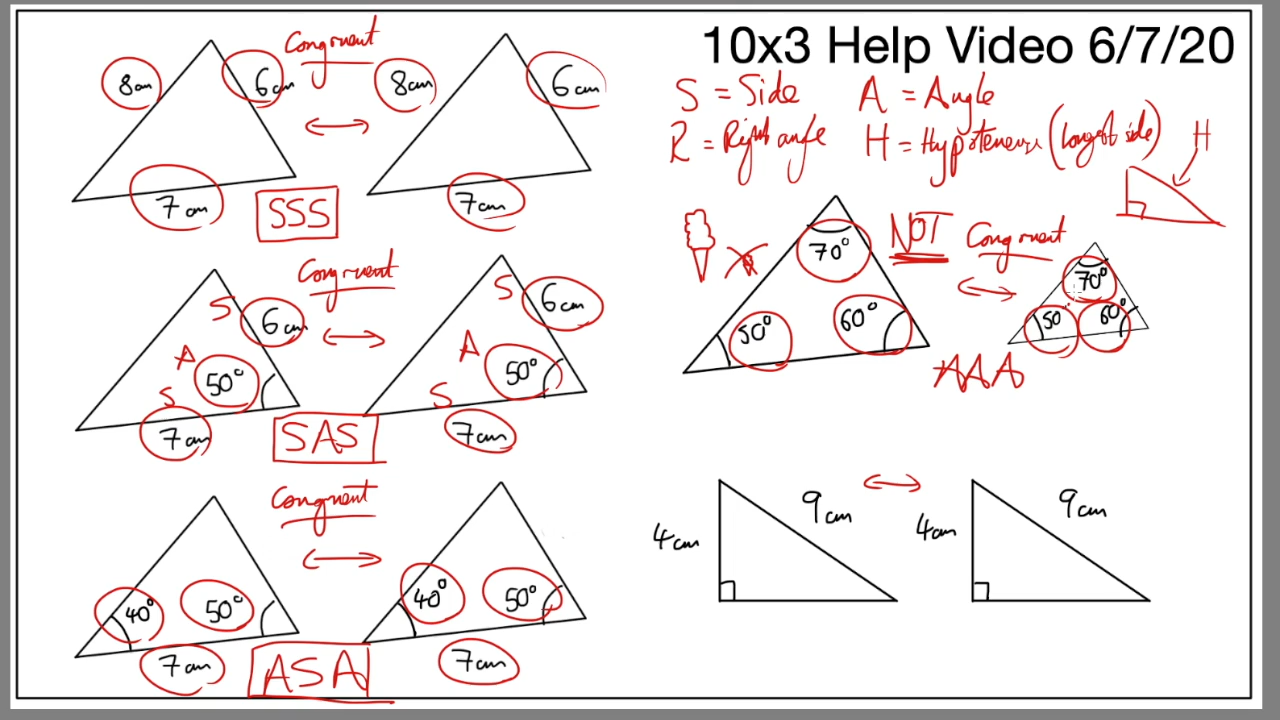 10x3 Help Video 6/7/20
S = Side A = Angle
R = Right angle H = Hypotenuse (longest side) H
Congruent
8cm 6cm 8cm 6cm
7cm SSS 7cm
Congruent
S 6cm S 6cm
A 50° A 50°
S S
7cm SAS 7cm
Congruent
40° 50° 40° 50°
7cm ASA 7cm
NOT Congruent
70° 70°
50° 60° 50° 60°
AAA
4cm 9cm 4cm 9cm